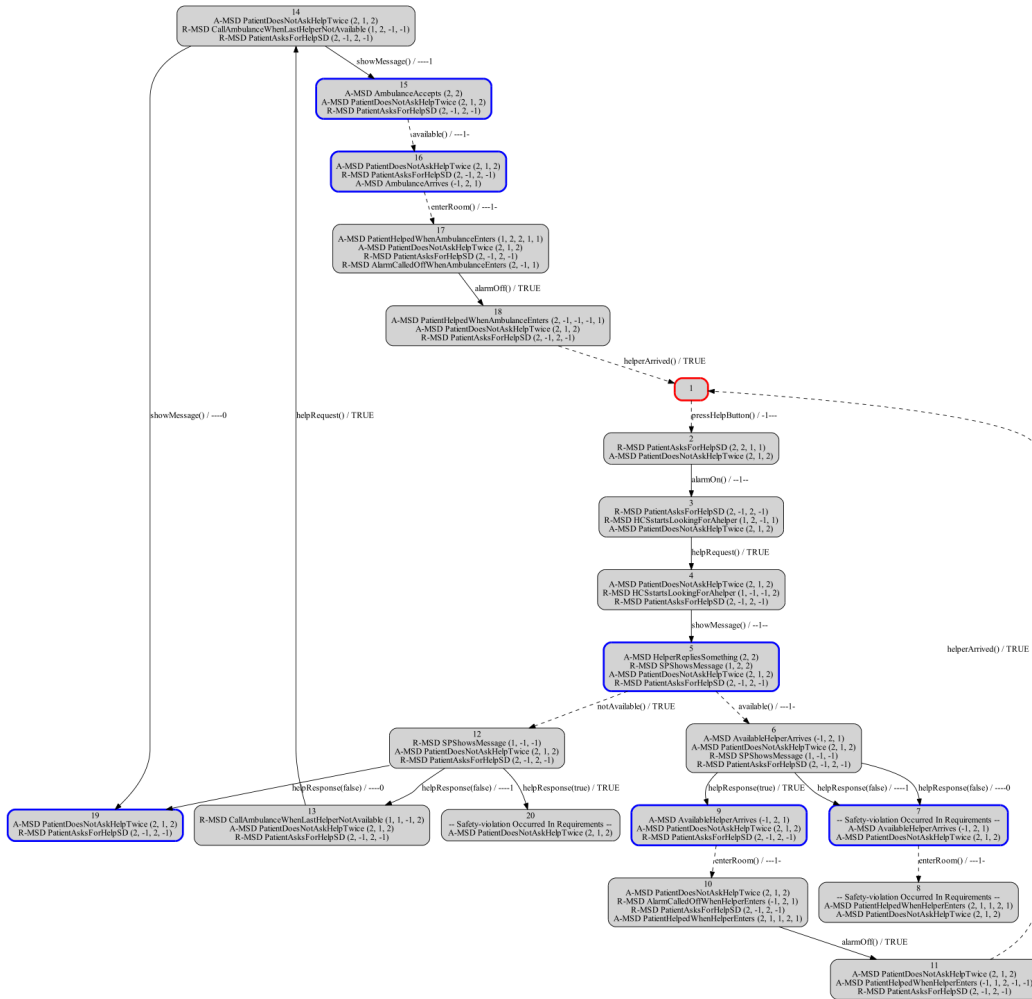 14
A-MSD PatientDoesNotAskHelpTwice (2, 1, 2)
R-MSD CallAmbulanceWhenLastHelperNotAvailable (1, 2, -1, -1)
R-MSD PatientAsksForHelpSD (2, -1, 2, -1)
showMessage() / ----1
15
A-MSD AmbulanceAccepts (2, 2)
A-MSD PatientDoesNotAskHelpTwice (2, 1, 2)
R-MSD PatientAsksForHelpSD (2, -1, 2, -1)
available() / ---1-
16
A-MSD PatientDoesNotAskHelpTwice (2, 1, 2)
R-MSD PatientAsksForHelpSD (2, -1, 2, -1)
A-MSD AmbulanceArrives (-1, 2, 1)
enterRoom() / ---1-
17
A-MSD PatientHelpedWhenAmbulanceEnters (1, 2, 2, 1, 1)
A-MSD PatientDoesNotAskHelpTwice (2, 1, 2)
R-MSD PatientAsksForHelpSD (2, -1, 2, -1)
R-MSD AlarmCalledOffWhenAmbulanceEnters (2, -1, 1)
alarmOff() / TRUE
18
A-MSD PatientHelpedWhenAmbulanceEnters (2, -1, -1, -1, 1)
A-MSD PatientDoesNotAskHelpTwice (2, 1, 2)
R-MSD PatientAsksForHelpSD (2, -1, 2, -1)
helperArrived() / TRUE
1
showMessage() / ----0
helpRequest() / TRUE
pressHelpButton() / -1---
2
R-MSD PatientAsksForHelpSD (2, 2, 1, 1)
A-MSD PatientDoesNotAskHelpTwice (2, 1, 2)
alarmOn() / --1--
3
R-MSD PatientAsksForHelpSD (2, -1, 2, -1)
R-MSD HCSstartsLookingForAhelper (1, 2, -1, 1)
A-MSD PatientDoesNotAskHelpTwice (2, 1, 2)
helpRequest() / TRUE
4
A-MSD PatientDoesNotAskHelpTwice (2, 1, 2)
R-MSD HCSstartsLookingForAhelper (1, -1, -1, 2)
R-MSD PatientAsksForHelpSD (2, -1, 2, -1)
showMessage() / --1--
helperArrived() / TRUE
5
A-MSD HelperRepliesSomething (2, 2)
R-MSD SPShowsMessage (1, 2, 2)
A-MSD PatientDoesNotAskHelpTwice (2, 1, 2)
R-MSD PatientAsksForHelpSD (2, -1, 2, -1)
notAvailable() / TRUE
available() / ---1-
12
R-MSD SPShowsMessage (1, -1, -1)
A-MSD PatientDoesNotAskHelpTwice (2, 1, 2)
R-MSD PatientAsksForHelpSD (2, -1, 2, -1)
6
A-MSD AvailableHelperArrives (-1, 2, 1)
A-MSD PatientDoesNotAskHelpTwice (2, 1, 2)
R-MSD SPShowsMessage (1, -1, -1)
R-MSD PatientAsksForHelpSD (2, -1, 2, -1)
helpResponse(false) / ----0
helpResponse(false) / ----1
helpResponse(true) / TRUE
helpResponse(true) / TRUE
helpResponse(false) / ----1
helpResponse(false) / ----0
19
A-MSD PatientDoesNotAskHelpTwice (2, 1, 2)
R-MSD PatientAsksForHelpSD (2, -1, 2, -1)
13
R-MSD CallAmbulanceWhenLastHelperNotAvailable (1, 1, -1, 2)
A-MSD PatientDoesNotAskHelpTwice (2, 1, 2)
R-MSD PatientAsksForHelpSD (2, -1, 2, -1)
20
-- Safety-violation Occurred In Requirements --
A-MSD PatientDoesNotAskHelpTwice (2, 1, 2)
9
A-MSD AvailableHelperArrives (-1, 2, 1)
A-MSD PatientDoesNotAskHelpTwice (2, 1, 2)
R-MSD PatientAsksForHelpSD (2, -1, 2, -1)
7
-- Safety-violation Occurred In Requirements --
A-MSD AvailableHelperArrives (-1, 2, 1)
A-MSD PatientDoesNotAskHelpTwice (2, 1, 2)
enterRoom() / ---1-
enterRoom() / ---1-
10
A-MSD PatientDoesNotAskHelpTwice (2, 1, 2)
R-MSD AlarmCalledOffWhenHelperEnters (-1, 2, 1)
R-MSD PatientAsksForHelpSD (2, -1, 2, -1)
A-MSD PatientHelpedWhenHelperEnters (2, 1, 1, 2, 1)
8
-- Safety-violation Occurred In Requirements --
A-MSD PatientHelpedWhenHelperEnters (2, 1, 1, 2, 1)
A-MSD PatientDoesNotAskHelpTwice (2, 1, 2)
alarmOff() / TRUE
11
A-MSD PatientDoesNotAskHelpTwice (2, 1, 2)
A-MSD PatientHelpedWhenHelperEnters (-1, 1, 2, -1, -1)
R-MSD PatientAsksForHelpSD (2, -1, 2, -1)